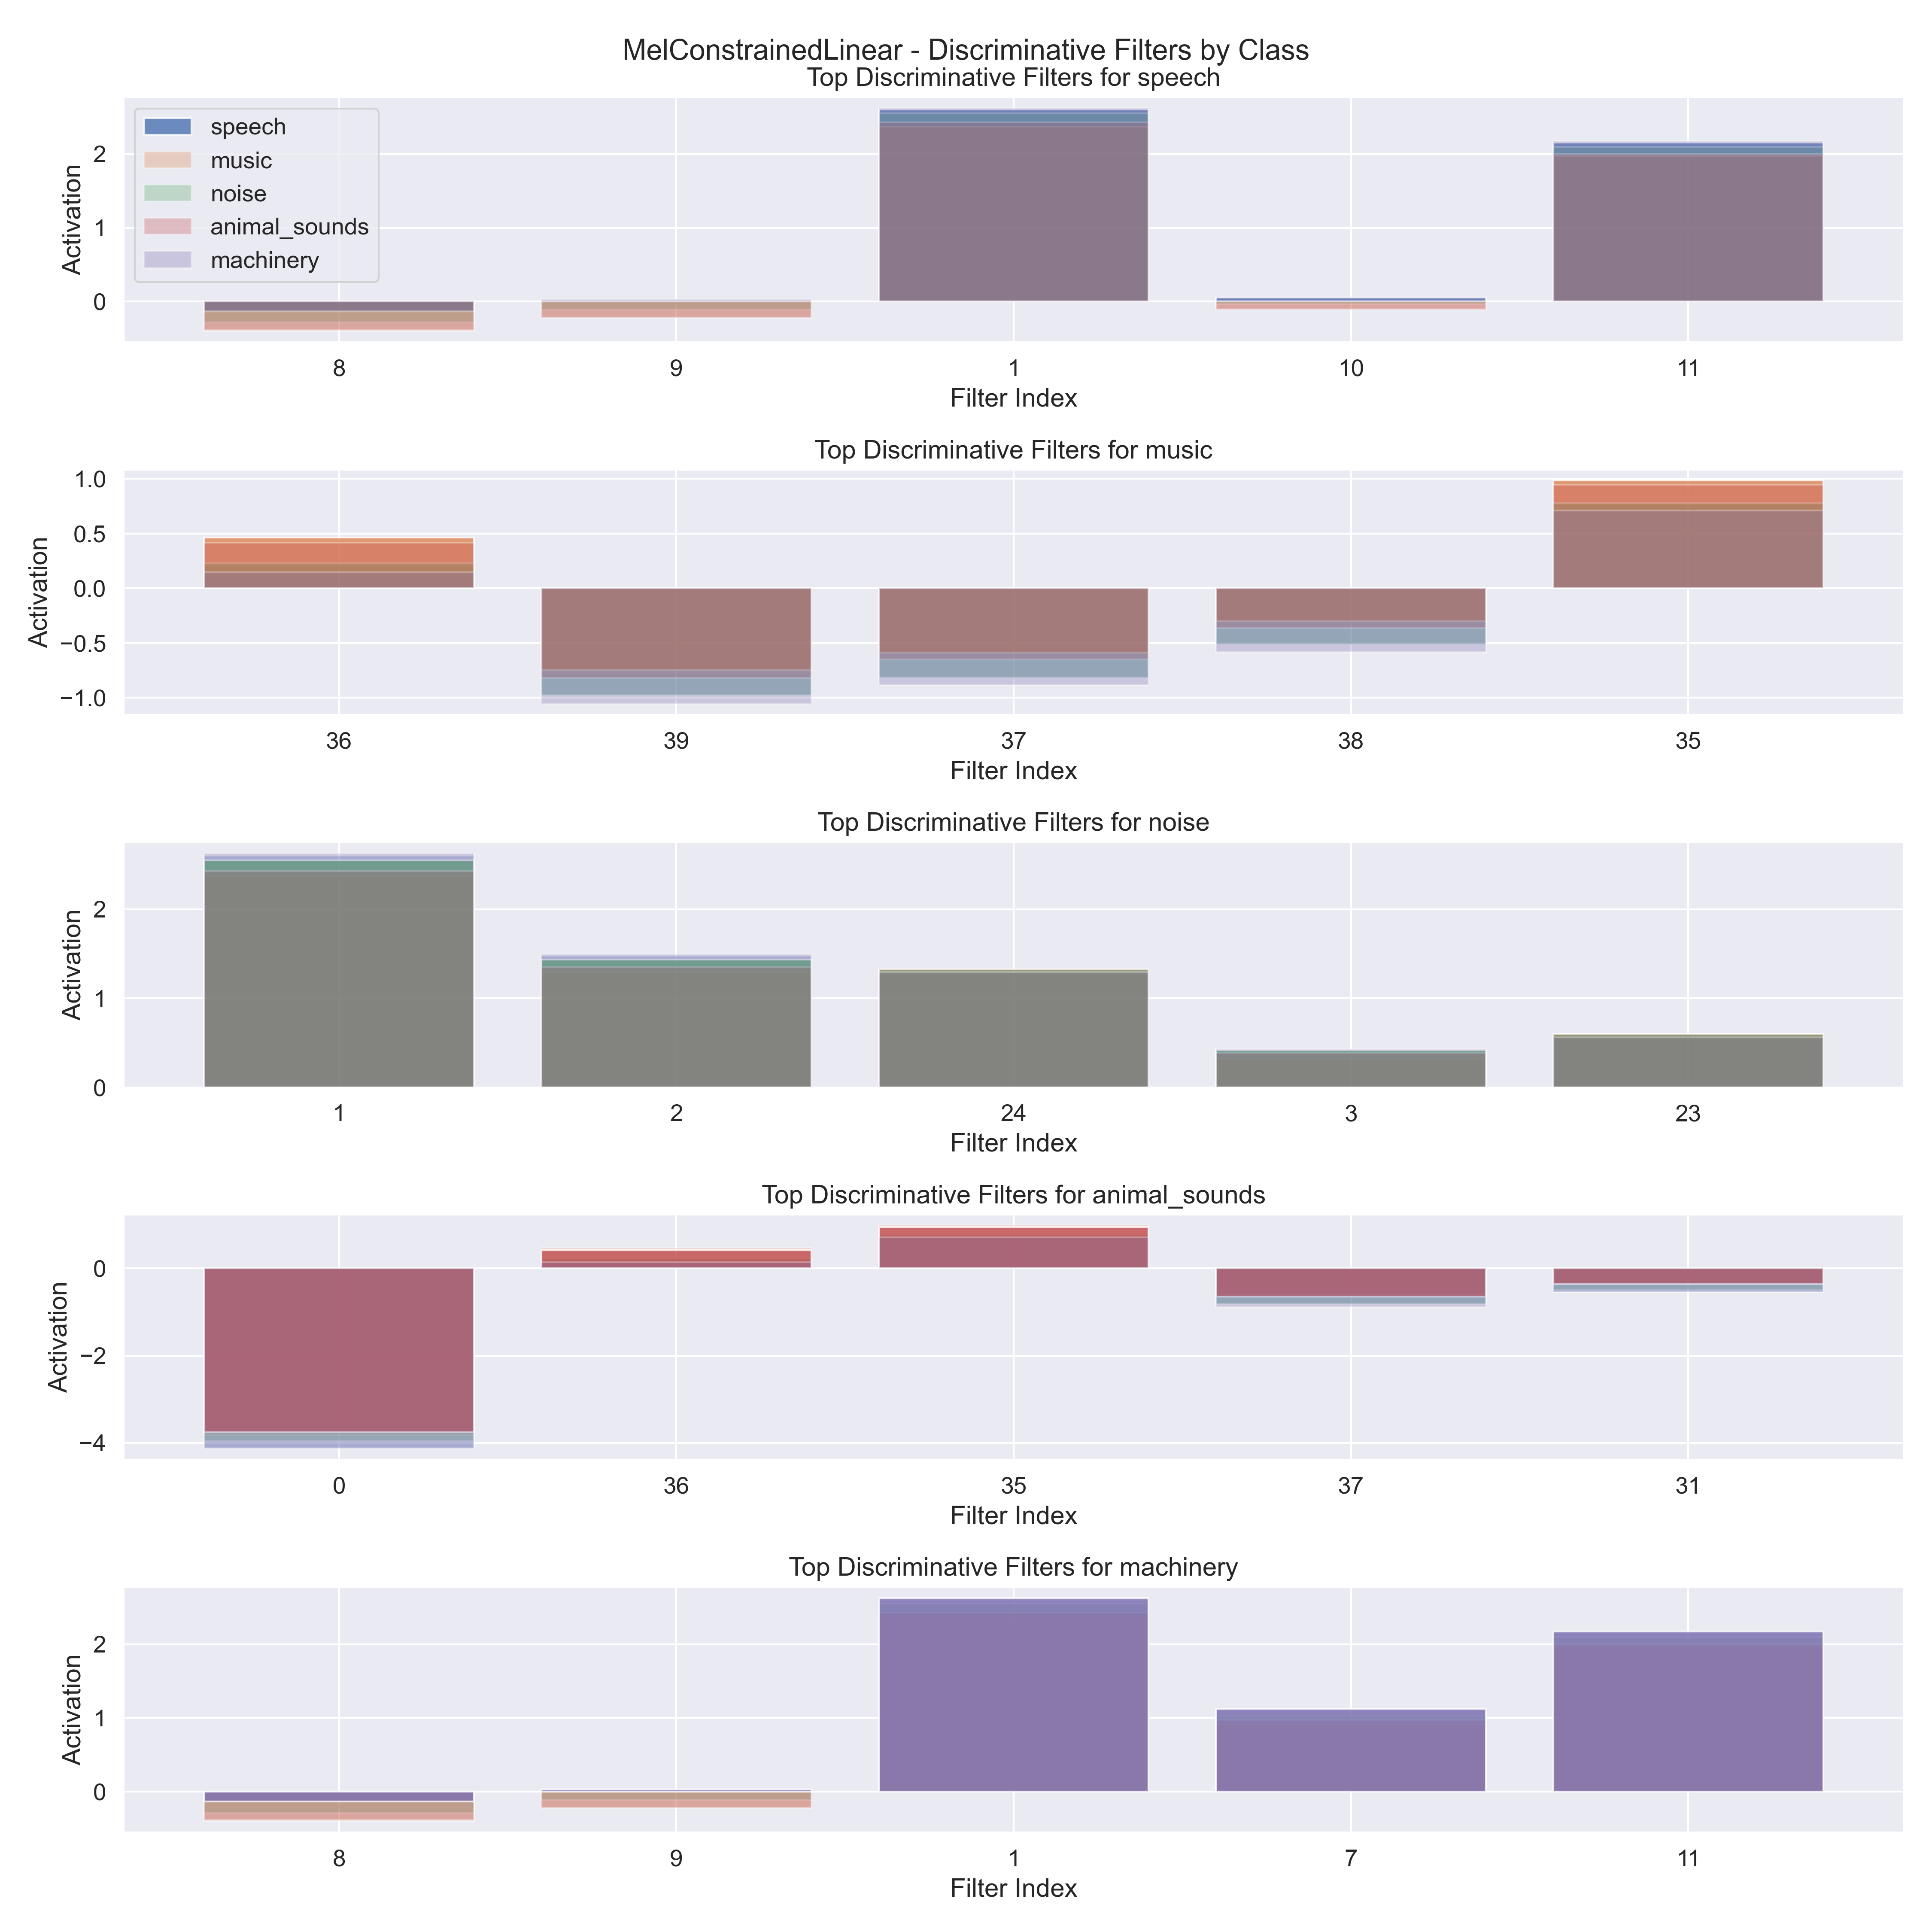 MelConstrainedLinear - Discriminative Filters by Class
Top Discriminative Filters for speech
speech
music
noise
animal_sounds
machinery
Activation
2
1
0
8 9 1 10 11
Filter Index
Top Discriminative Filters for music
Activation
1.0
0.5
0.0
−0.5
−1.0
36 39 37 38 35
Filter Index
Top Discriminative Filters for noise
Activation
2
1
0
1 2 24 3 23
Filter Index
Top Discriminative Filters for animal_sounds
Activation
0
−2
−4
0 36 35 37 31
Filter Index
Top Discriminative Filters for machinery
Activation
2
1
0
8 9 1 7 11
Filter Index